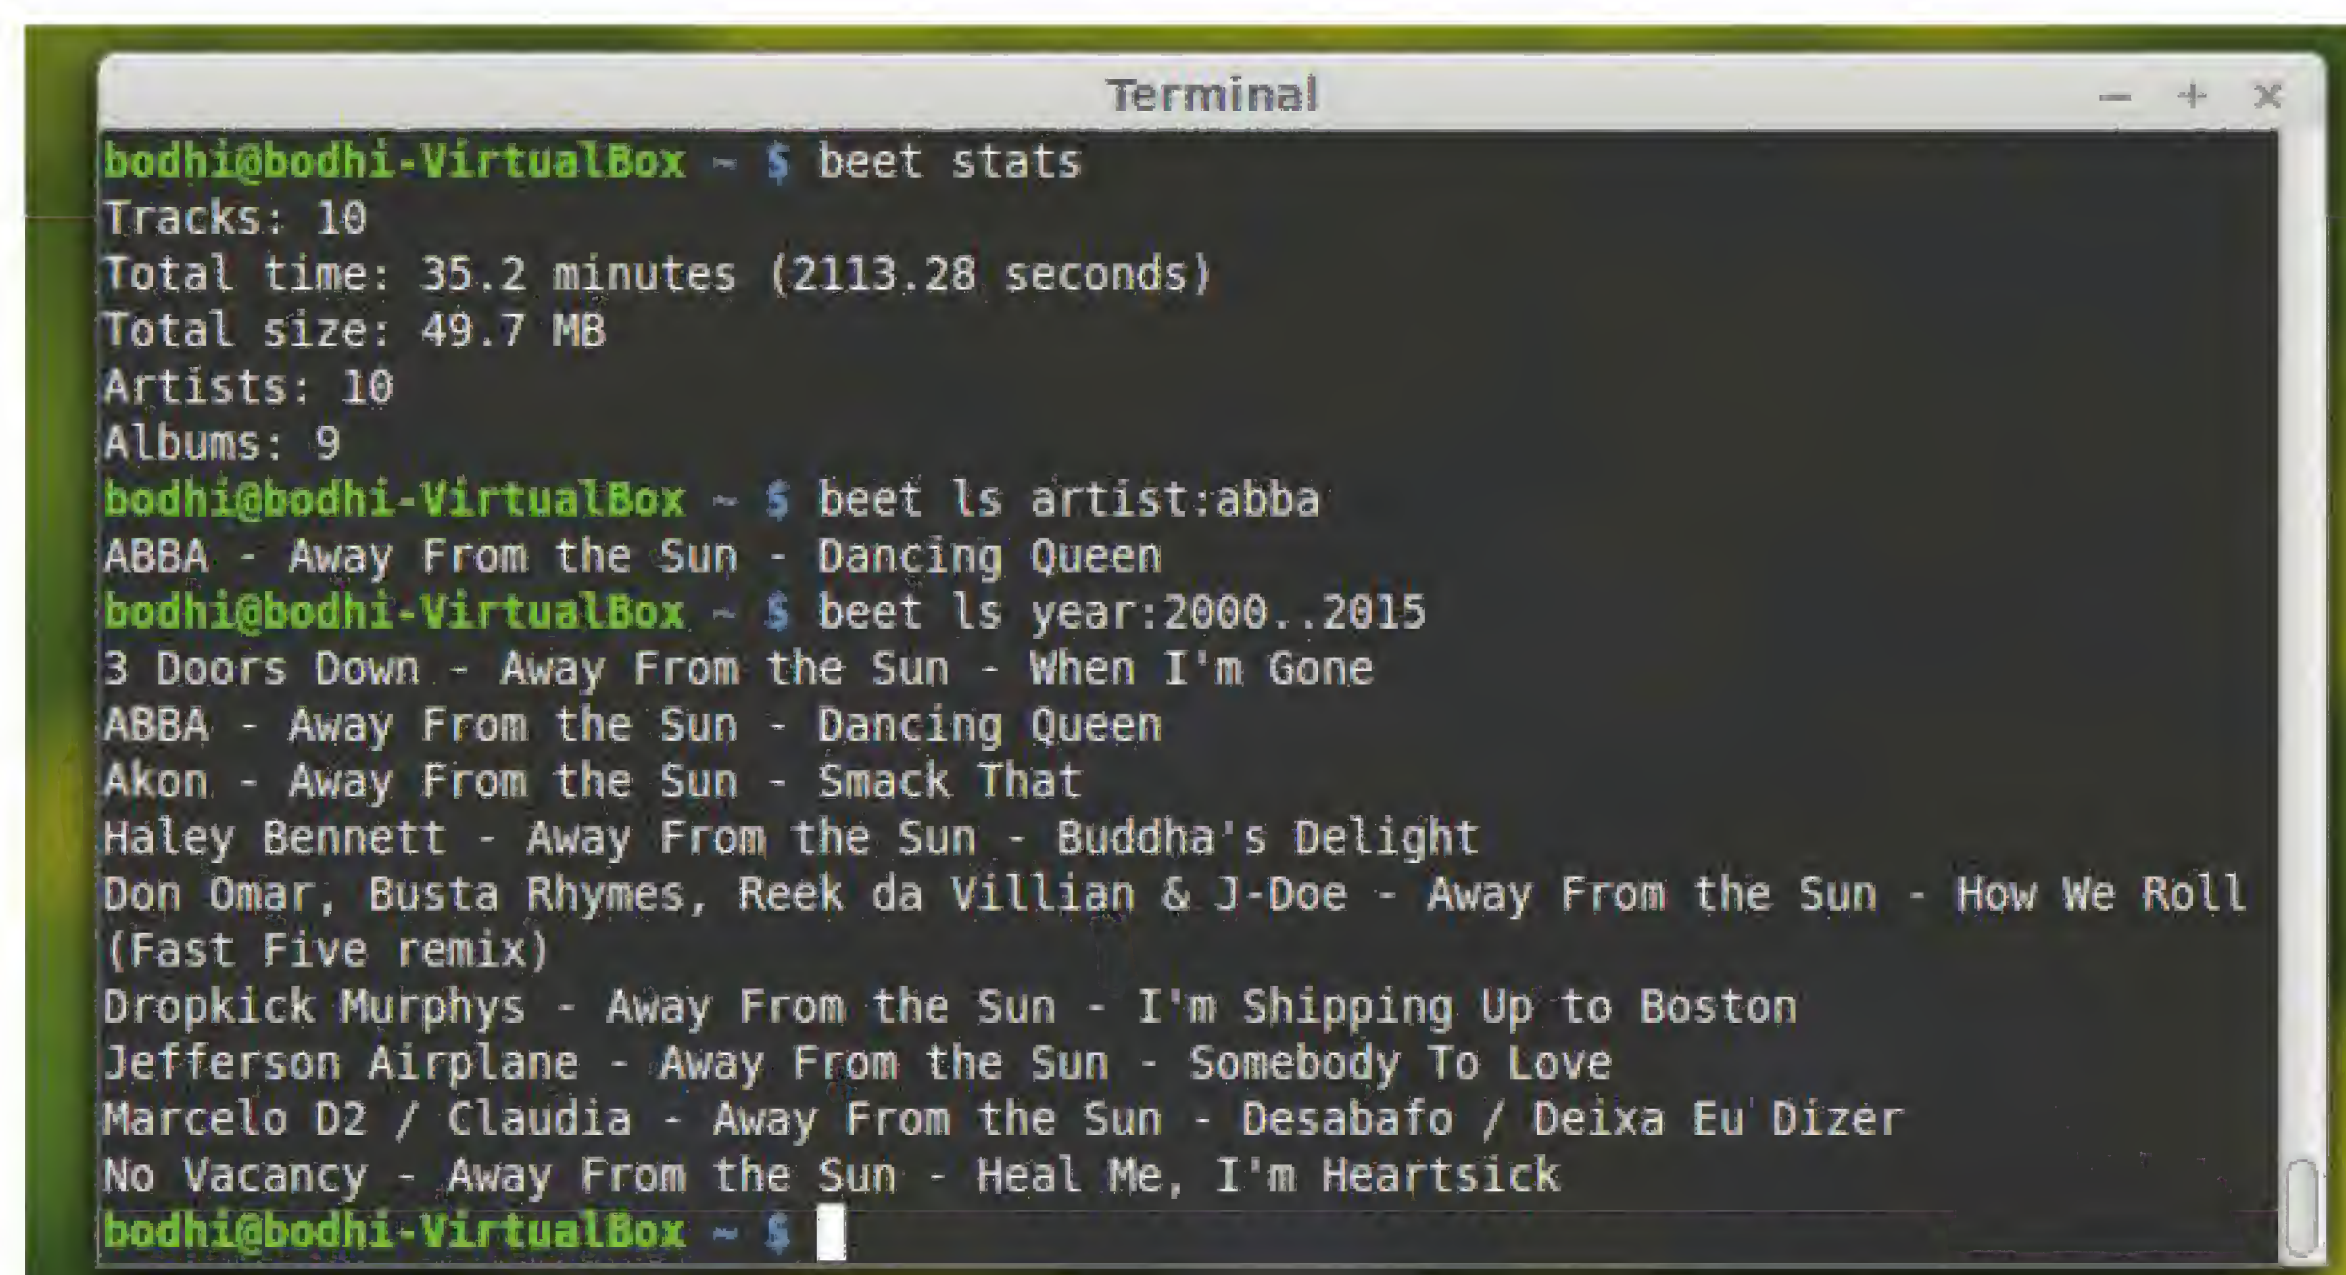 Terminal
bodhi@bodhi-VirtualBox ~ $ beet stats
Tracks: 10
Total time: 35.2 minutes (2113.28 seconds)
Total size: 49.7 MB
Artists: 10
Albums: 9
bodhi@bodhi-VirtualBox ~ $ beet ls artist:abba
ABBA - Away From the Sun - Dancing Queen
bodhi@bodhi-VirtualBox ~ $ beet ls year:2000..2015
3 Doors Down - Away From the Sun - When I'm Gone
ABBA - Away From the Sun - Dancing Queen
Akon - Away From the Sun - Smack That
Haley Bennett - Away From the Sun - Buddha's Delight
Don Omar, Busta Rhymes, Reek da Villian & J-Doe - Away From the Sun - How We Roll
(Fast Five remix)
Dropkick Murphys - Away From the Sun - I'm Shipping Up to Boston
Jefferson Airplane - Away From the Sun - Somebody To Love
Marcelo D2 / Claudia - Away From the Sun - Desabafo / Deixa Eu Dizer
No Vacancy - Away From the Sun - Heal Me, I'm Heartsick
bodhi@bodhi-VirtualBox ~ $